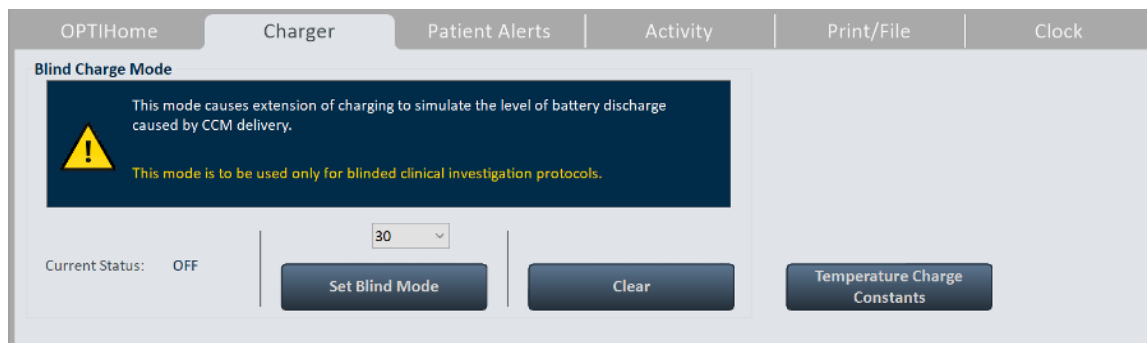 OPTIHome Charger Patient Alerts Activity Print/File Clock
Blind Charge Mode
This mode causes extension of charging to simulate the level of battery discharge
caused by CCM delivery.
This mode is to be used only for blinded clinical investigation protocols.
30
Current Status: OFF
Set Blind Mode
Clear
Temperature Charge
Constants